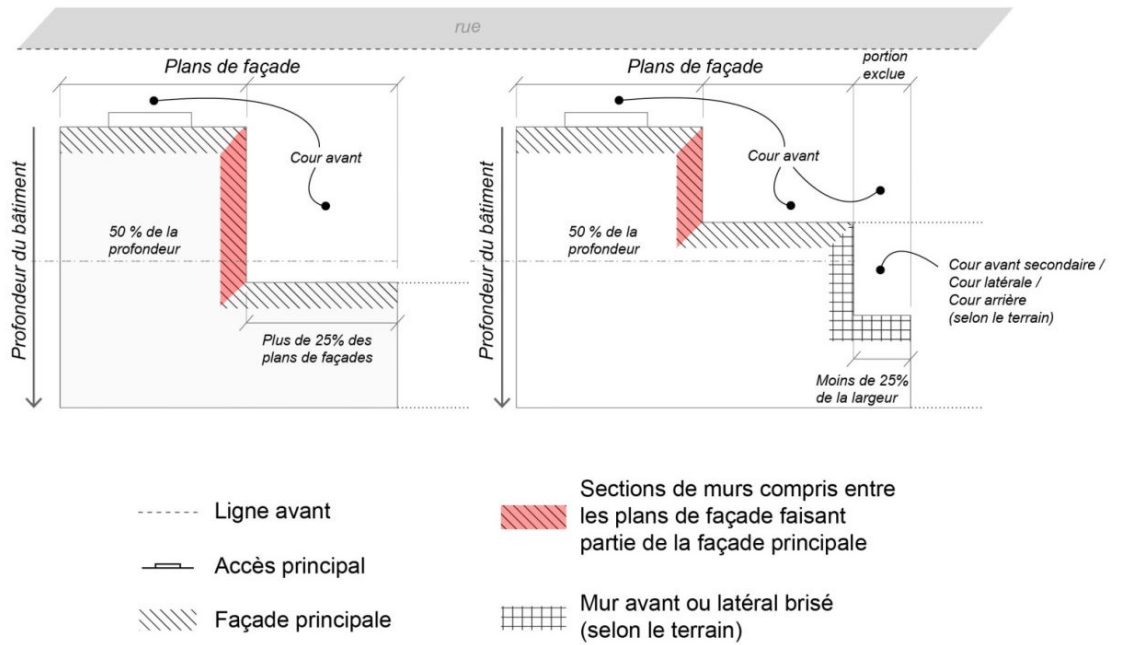 rue
Plans de façade
Profondeur du bâtiment
Cour avant
50 % de la
profondeur
Plus de 25% des
plans de façades
Plans de façade
portion
exclue
Profondeur du bâtiment
Cour avant
50 % de la
profondeur
Cour avant secondaire /
Cour latérale /
Cour arrière
(selon le terrain)
Moins de 25%
de la largeur
Ligne avant
Accès principal
Façade principale
Sections de murs compris entre
les plans de façade faisant
partie de la façade principale
Mur avant ou latéral brisé
(selon le terrain)